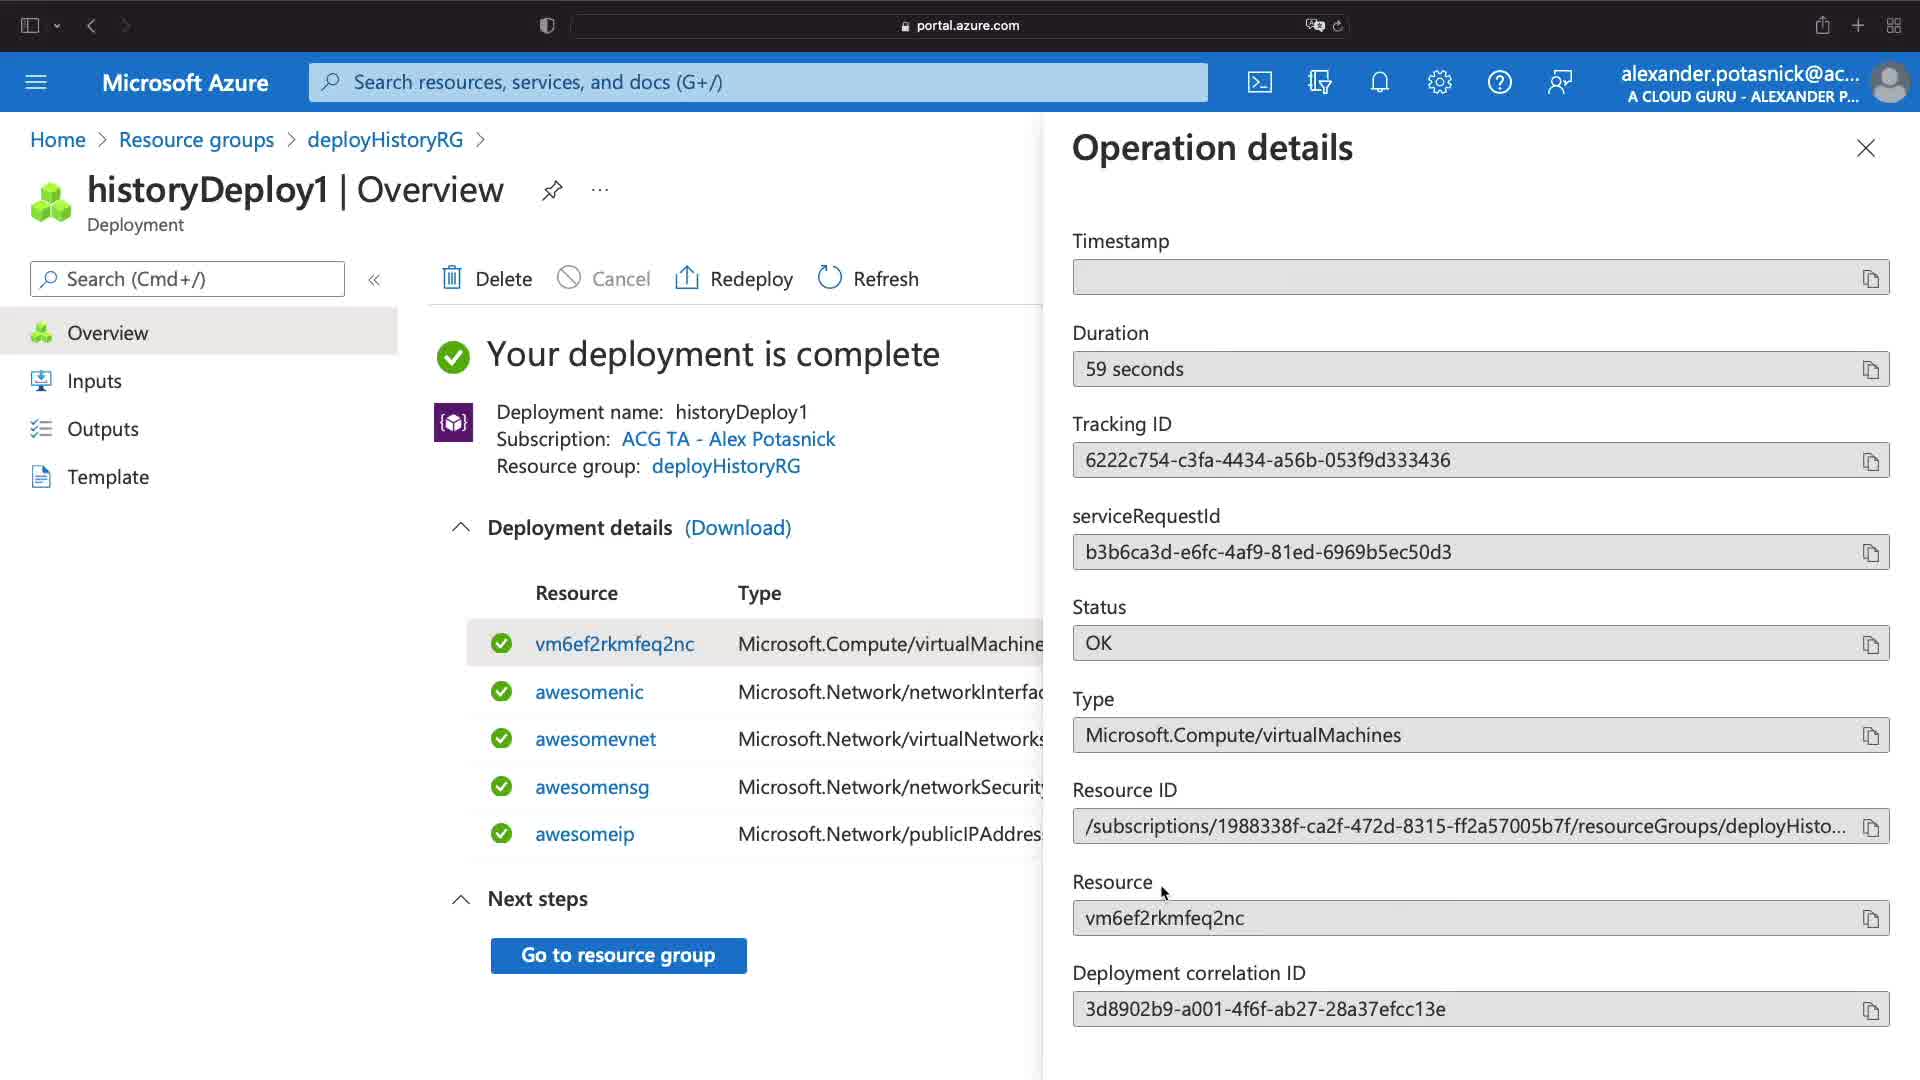 portal.azure.com
Microsoft Azure
Search resources, services, and docs (G+/)
alexander.potasnick@ac...
A CLOUD GURU - ALEXANDER P...
Home > Resource groups > deployHistoryRG >
historyDeploy1 | Overview
...
Deployment
Search (Cmd+/)
«
Overview
Inputs
Outputs
Template
Delete
Cancel
Redeploy
Refresh
Your deployment is complete
Deployment name: historyDeploy1
Subscription: ACG TA - Alex Potasnick
Resource group: deployHistoryRG
Deployment details (Download)
Resource Type
vm6ef2rkmfeq2nc Microsoft.Compute/virtualMachine
awesomenic Microsoft.Network/networkInterfac
awesomevnet Microsoft.Network/virtualNetworks
awesomensg Microsoft.Network/networkSecurity
awesomeip Microsoft.Network/publicIPAddres
Next steps
Go to resource group
Operation details
Timestamp
Duration
59 seconds
Tracking ID
6222c754-c3fa-4434-a56b-053f9d333436
serviceRequestId
b3b6ca3d-e6fc-4af9-81ed-6969b5ec50d3
Status
OK
Type
Microsoft.Compute/virtualMachines
Resource ID
/subscriptions/1988338f-ca2f-472d-8315-ff2a57005b7f/resourceGroups/deployHisto...
Resource
vm6ef2rkmfeq2nc
Deployment correlation ID
3d8902b9-a001-4f6f-ab27-28a37efcc13e